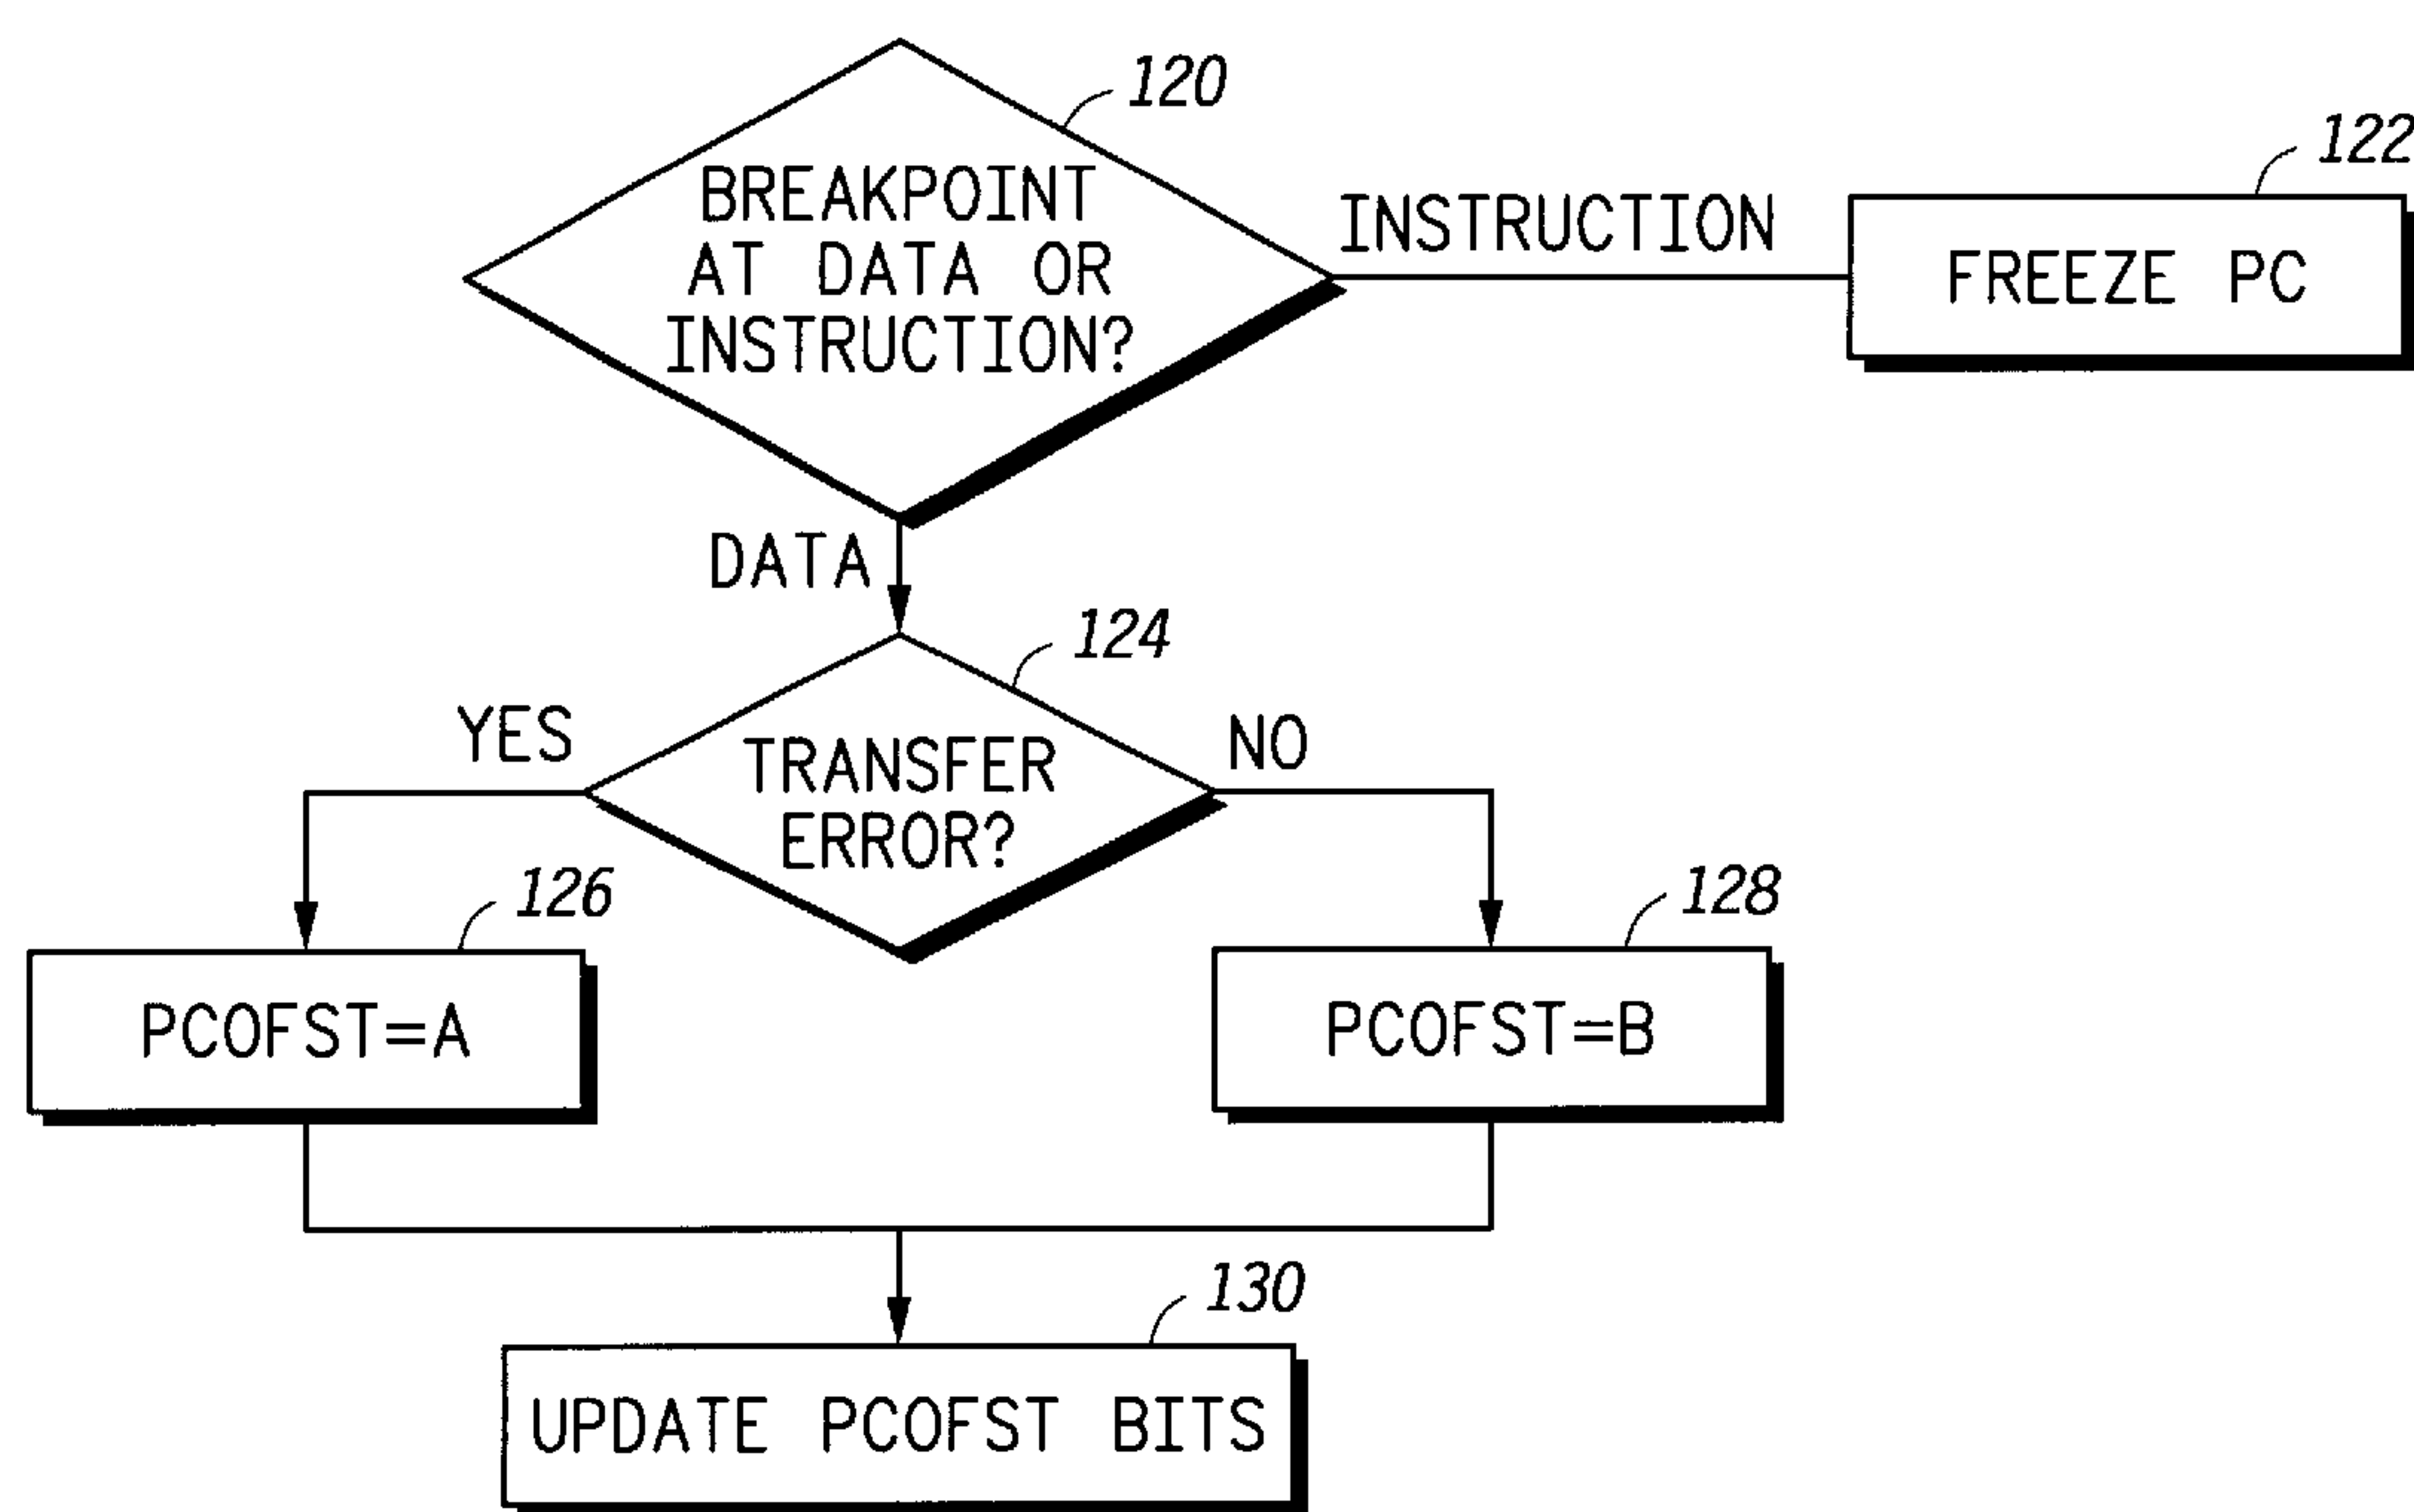 120
BREAKPOINT
AT DATA OR
INSTRUCTION?
INSTRUCTION
122
FREEZE PC
DATA
124
YES
TRANSFER
ERROR?
NO
126
PCOFST=A
128
PCOFST=B
130
UPDATE PCOFST BITS